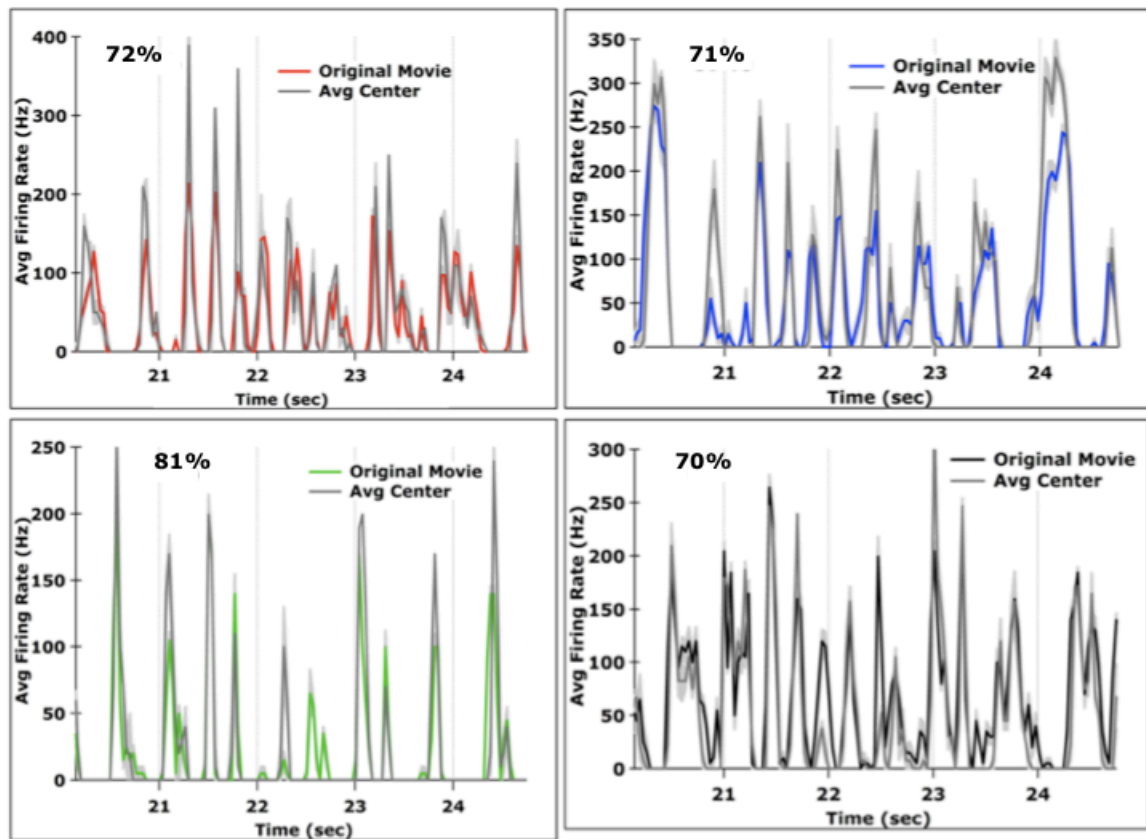 72%
Original Movie
Avg Center
Avg Firing Rate (Hz)
400
300
200
100
0
21
22
23
24
Time (sec)
71%
Original Movie
Avg Center
Avg Firing Rate (Hz)
350
300
250
200
150
100
50
0
21
22
23
24
Time (sec)
81%
Original Movie
Avg Center
Avg Firing Rate (Hz)
250
200
150
100
50
0
21
22
23
24
Time (sec)
70%
Original Movie
Avg Center
Avg Firing Rate (Hz)
300
250
200
150
100
50
0
21
22
23
24
Time (sec)